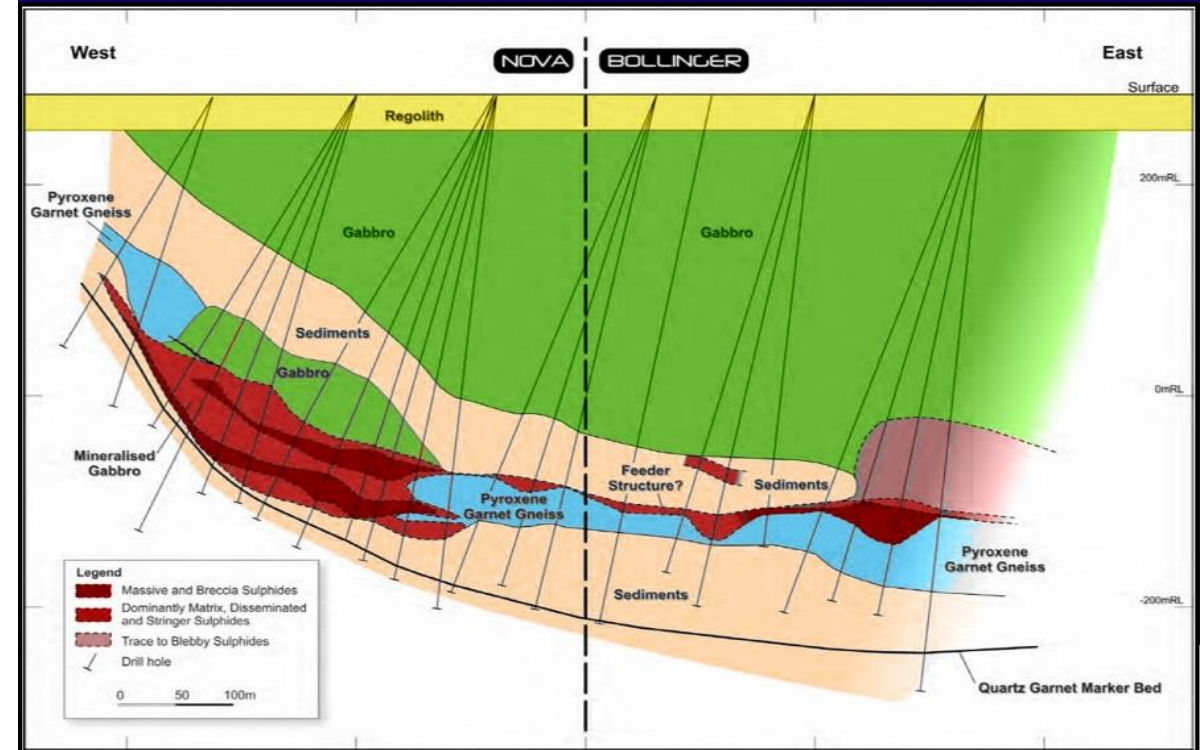 West
NOVA
BOLLINGER
East
Surface
Regolith
200mRL
Pyroxene
Garnet Gneiss
Gabbro
Gabbro
Sediments
Gabbro
0mRL
Mineralised
Gabbro
Feeder
Structure?
Sediments
Pyroxene
Garnet Gneiss
Pyroxene
Garnet Gneiss
Sediments
-200mRL
Quartz Garnet Marker Bed
Legend
Massive and Breccia Sulphides
Dominantly Matrix, Disseminated
and Stringer Sulphides
Trace to Blebby Sulphides
Drill hole
0 50 100m